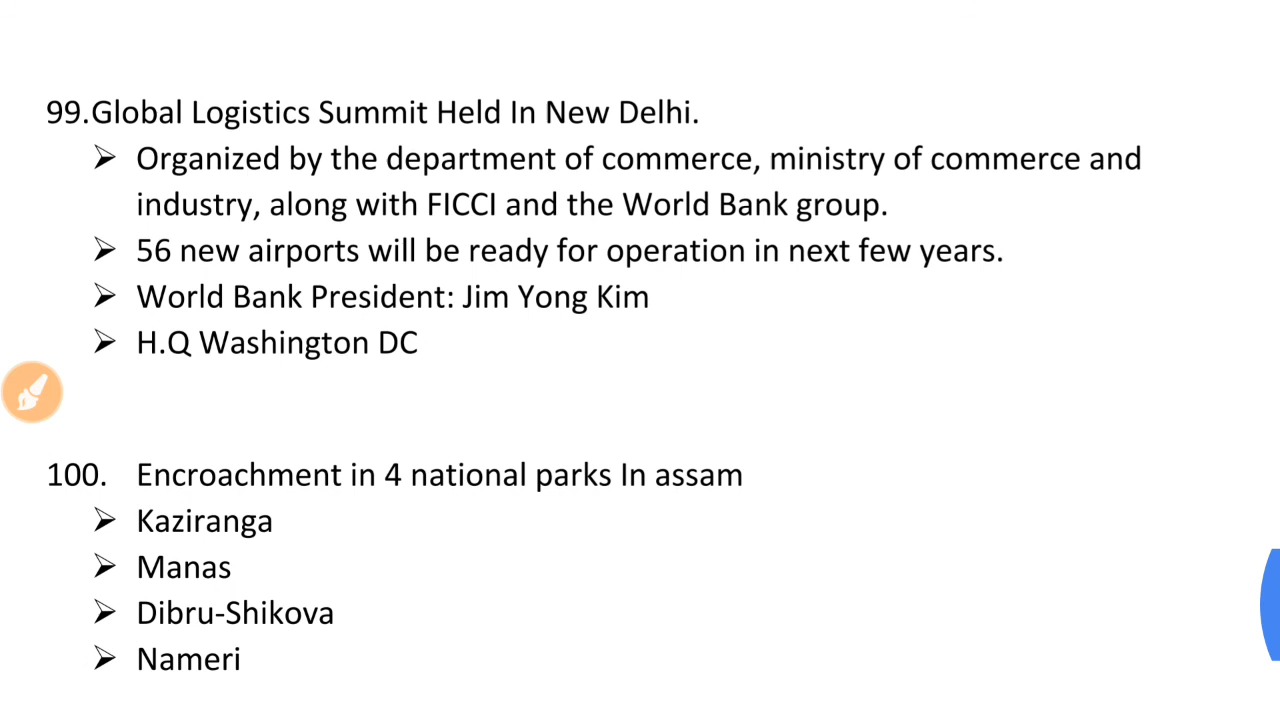 99.Global Logistics Summit Held In New Delhi.
➢ Organized by the department of commerce, ministry of commerce and
industry, along with FICCI and the World Bank group.
➢ 56 new airports will be ready for operation in next few years.
➢ World Bank President: Jim Yong Kim
➢ H.Q Washington DC
100. Encroachment in 4 national parks In assam
➢ Kaziranga
➢ Manas
➢ Dibru-Shikova
➢ Nameri